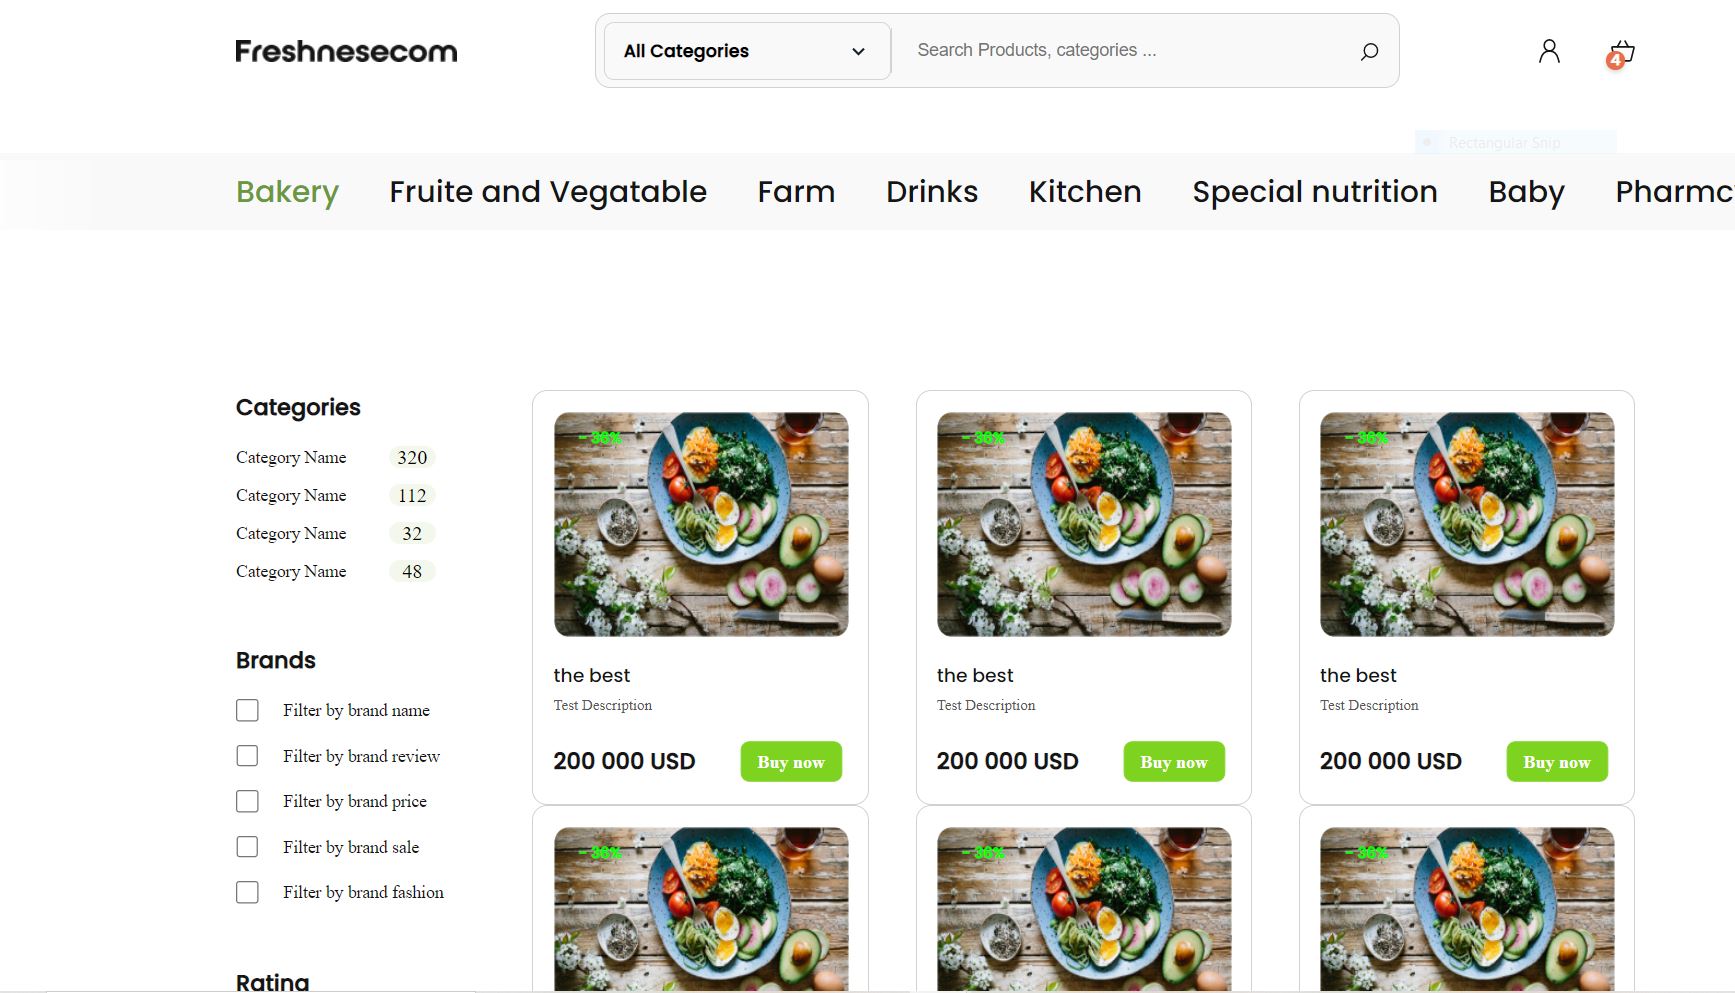 Freshnesecom
All Categories
Search Products, categories ...
4
Rectangular Snip
Bakery Fruite and Vegatable Farm Drinks Kitchen Special nutrition Baby Pharmc
Categories
Category Name 320
Category Name 112
Category Name 32
Category Name 48
Brands
Filter by brand name
Filter by brand review
Filter by brand price
Filter by brand sale
Filter by brand fashion
Rating
- 36%
the best
Test Description
200 000 USD Buy now
- 36%
the best
Test Description
200 000 USD Buy now
- 36%
the best
Test Description
200 000 USD Buy now
- 36%
- 36%
- 36%